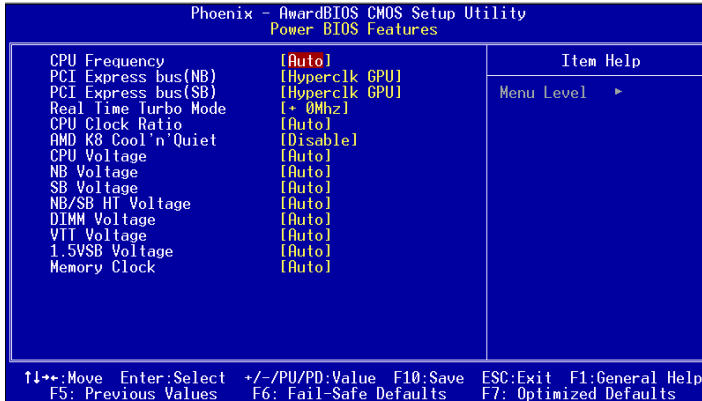 Phoenix - AwardBIOS CMOS Setup Utility
Power BIOS Features
CPU Frequency [Auto]
PCI Express bus(NB) [Hyperclk GPU]
PCI Express bus(SB) [Hyperclk GPU]
Real Time Turbo Mode [+ 0Mhz]
CPU Clock Ratio [Auto]
AMD K8 Cool'n'Quiet [Disable]
CPU Voltage [Auto]
NB Voltage [Auto]
SB Voltage [Auto]
NB/SB HT Voltage [Auto]
DIMM Voltage [Auto]
VTT Voltage [Auto]
1.5VSB Voltage [Auto]
Memory Clock [Auto]
Item Help
Menu Level ►
↑↓→←:Move Enter:Select +/-/PU/PD:Value F10:Save ESC:Exit F1:General Help
F5: Previous Values F6: Fail-Safe Defaults F7: Optimized Defaults